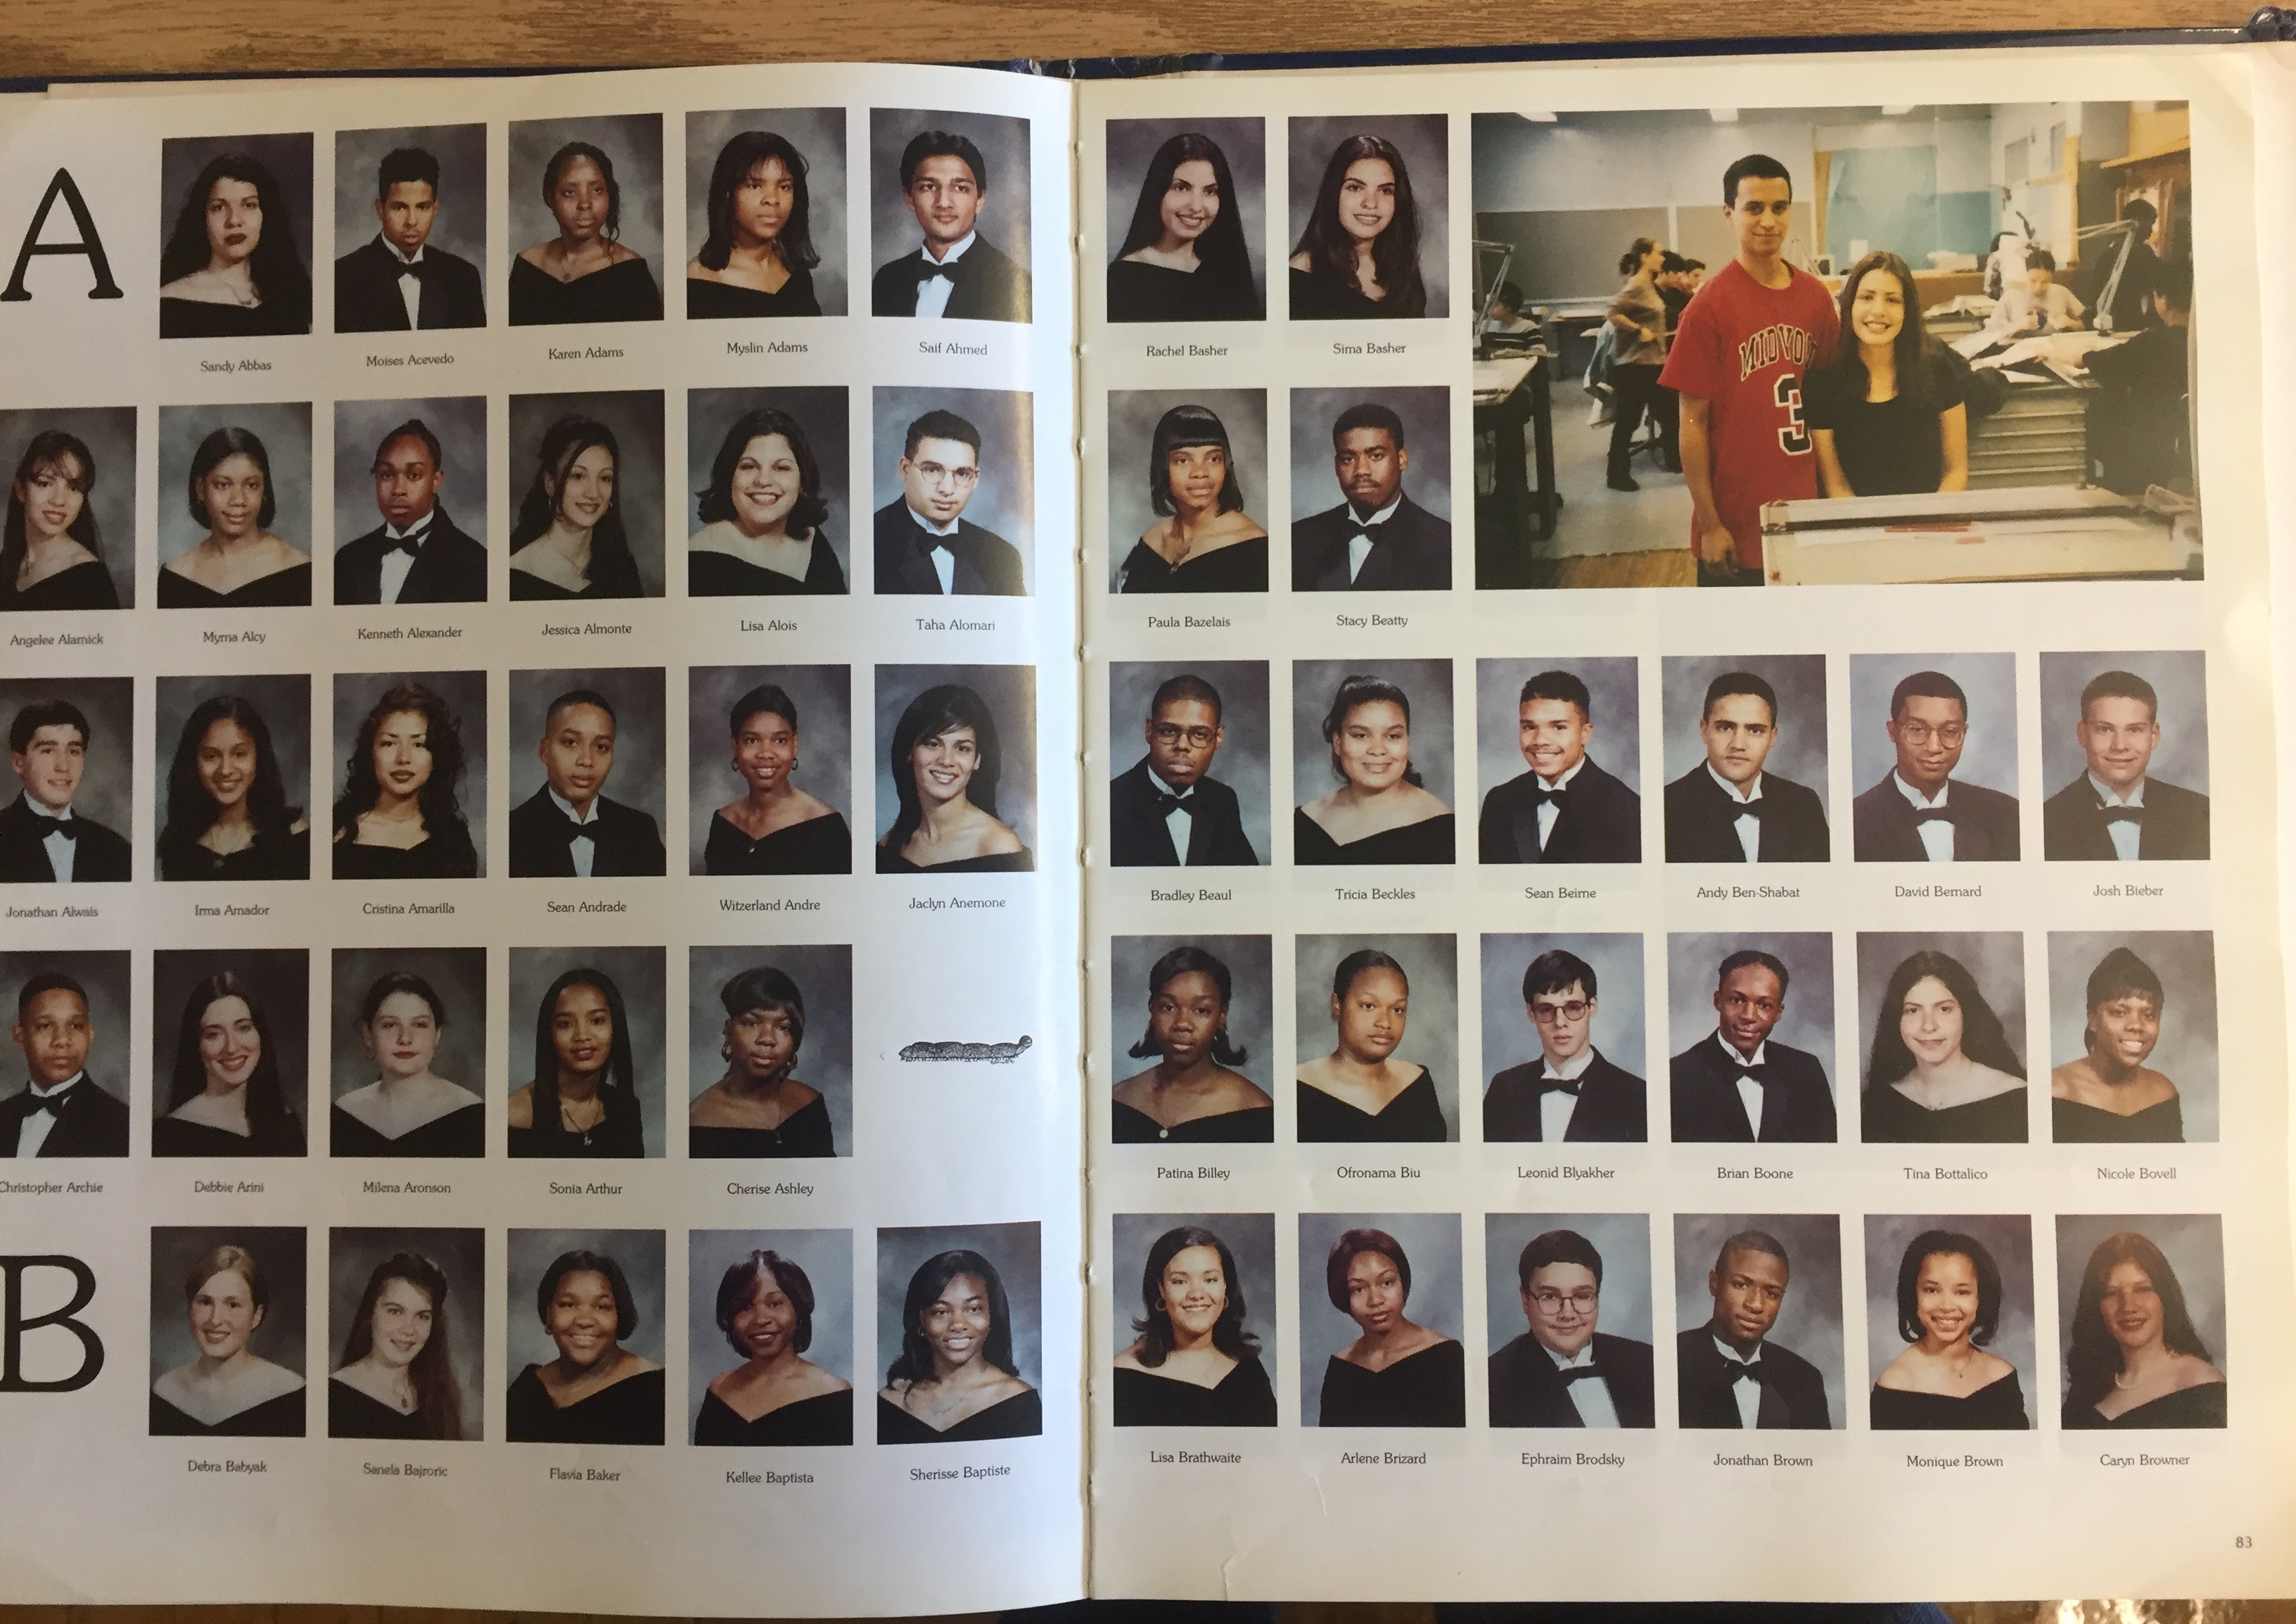 A
Sandy Abbas
Moises Acevedo
Karen Adams
Myslin Adams
Saif Ahmed
Angelee Alarnick
Myrna Alcy
Kenneth Alexander
Jessica Almonte
Lisa Alois
Taha Alomari
Jonathan Alwais
Irma Amador
Cristina Amarilla
Sean Andrade
Witzerland Andre
Jaclyn Anemone
Christopher Archie
Debbie Arini
Milena Aronson
Sonia Arthur
Cherise Ashley
B
Debra Babyak
Sanela Bajroric
Flavia Baker
Kellee Baptista
Sherisse Baptiste
Rachel Basher
Sima Basher
3
Paula Bazelais
Stacy Beatty
Bradley Beaul
Tricia Beckles
Sean Beirne
Andy Ben-Shabat
David Bernard
Josh Bieber
Patina Billey
Ofronama Biu
Leonid Blyakher
Brian Boone
Tina Bottalico
Nicole Bovell
Lisa Brathwaite
Arlene Brizard
Ephraim Brodsky
Jonathan Brown
Monique Brown
Caryn Browner
83